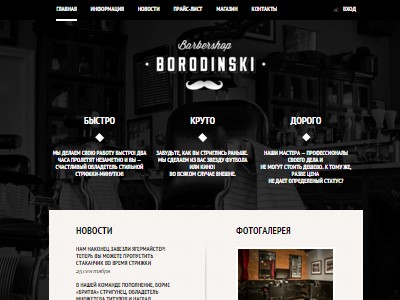 ГЛАВНАЯ ИНФОРМАЦИЯ НОВОСТИ ПРАЙС-ЛИСТ МАГАЗИН КОНТАКТЫ ВХОД
Barbershop
BORODINSKI
БЫСТРО
МЫ ДЕЛАЕМ СВОЮ РАБОТУ БЫСТРО! ДВА
ЧАСА ПРОЛЕТЯТ НЕЗАМЕТНО И ВЫ —
СЧАСТЛИВЫЙ ОБЛАДАТЕЛЬ СТИЛЬНОЙ
СТРИЖКИ-МИНУТКИ!
КРУТО
ЗАБУДЬТЕ, КАК ВЫ СТРИГЛИСЬ РАНЬШЕ.
МЫ СДЕЛАЕМ ИЗ ВАС ЗВЕЗДУ ФУТБОЛА
ИЛИ КИНО!
ВО ВСЯКОМ СЛУЧАЕ ВНЕШНЕ.
ДОРОГО
НАШИ МАСТЕРА — ПРОФЕССИОНАЛЫ
СВОЕГО ДЕЛА И
НЕ МОГУТ СТОИТЬ ДЕШЕВО. К ТОМУ ЖЕ,
РАЗВЕ ЦЕНА
НЕ ДАЕТ ОПРЕДЕЛЕННЫЙ СТАТУС?
НОВОСТИ
НАМ НАКОНЕЦ ЗАВЕЗЛИ ЯГЕРМАЙСТЕР!
ТЕПЕРЬ ВЫ МОЖЕТЕ ПРОПУСТИТЬ
СТАКАНЧИК ВО ВРЕМЯ СТРИЖКИ
25 сентября
В НАШЕЙ КОМАНДЕ ПОПОЛНЕНИЕ, БОРИС
«БРИТВА» СТРИГУНЕЦ, ОБЛАДАТЕЛЬ
МНОЖЕСТВА ТИТУЛОВ И НАГРАД
ФОТОГАЛЕРЕЯ